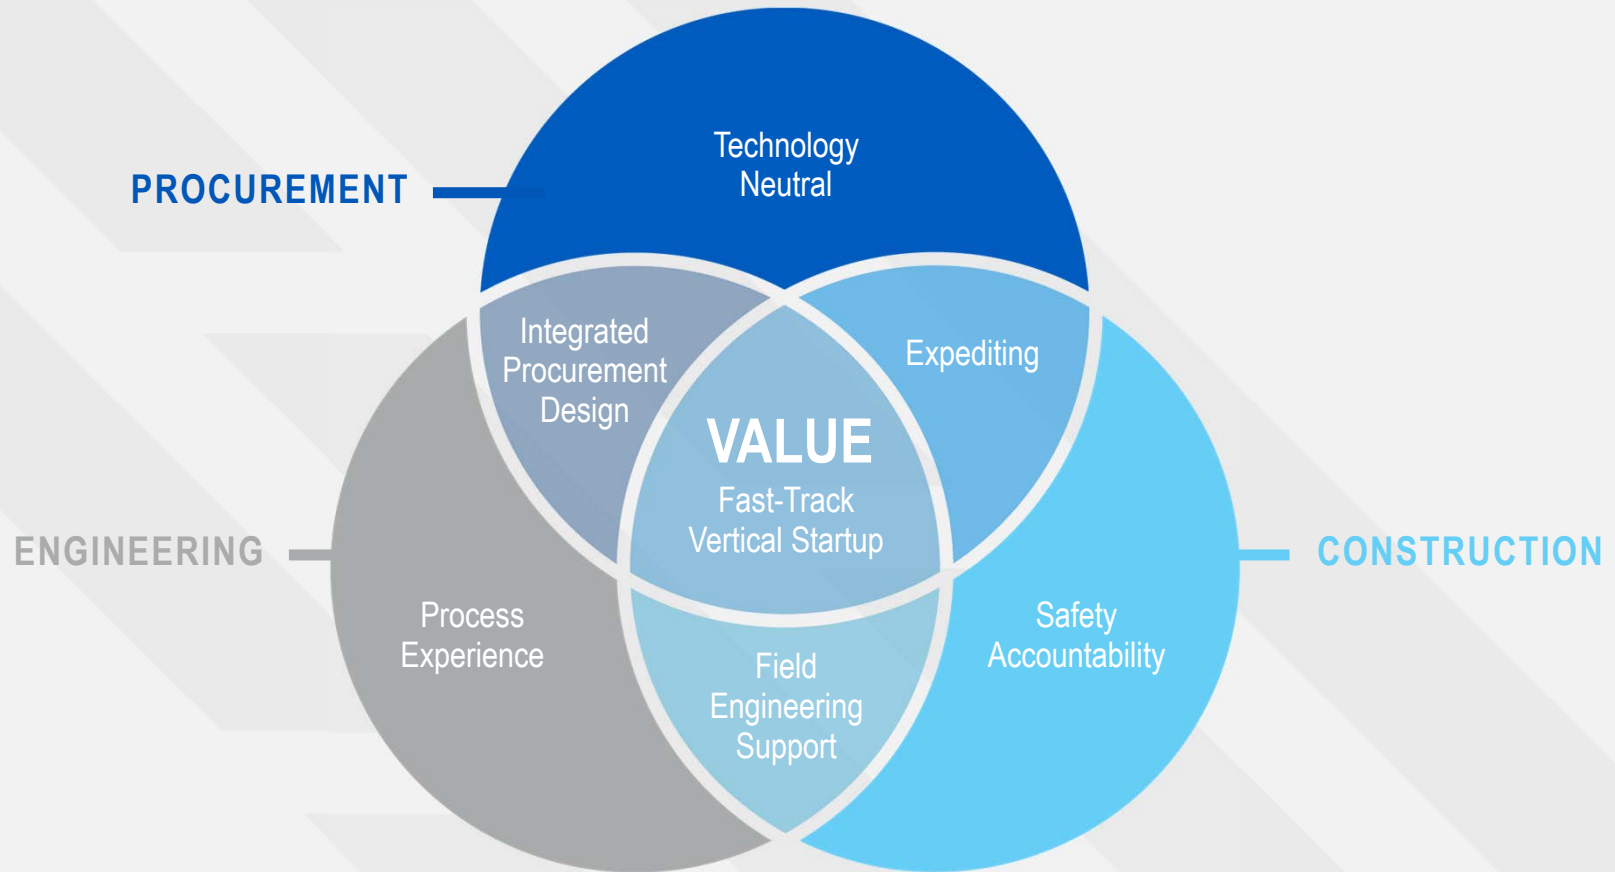 Technology
Neutral
PROCUREMENT
Integrated
Procurement
Design
Expediting
VALUE
Fast-Track
Vertical Startup
ENGINEERING
CONSTRUCTION
Process
Experience
Safety
Accountability
Field
Engineering
Support